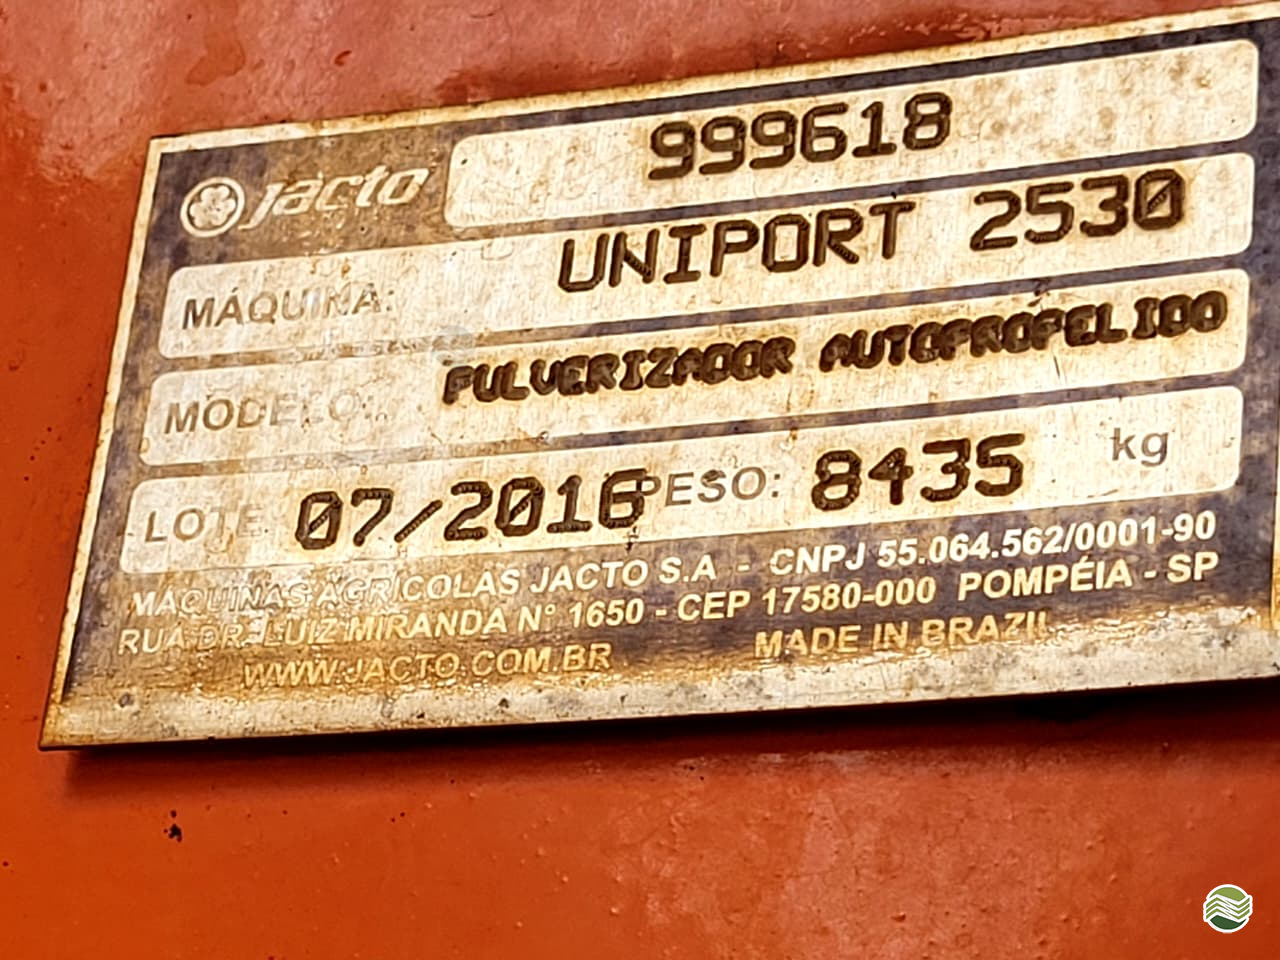 Jacto 999618
MÁQUINA: UNIPORT 2530
MODELO: PULVERIZADOR AUTOPRÓPELIDO
LOTE: 07/2016 PESO: 8435 kg
MÁQUINAS AGRÍCOLAS JACTO S.A - CNPJ 55.064.562/0001-90
RUA DR. LUIZ MIRANDA N° 1650 - CEP 17580-000 POMPÉIA - SP
WWW.JACTO.COM.BR MADE IN BRAZIL